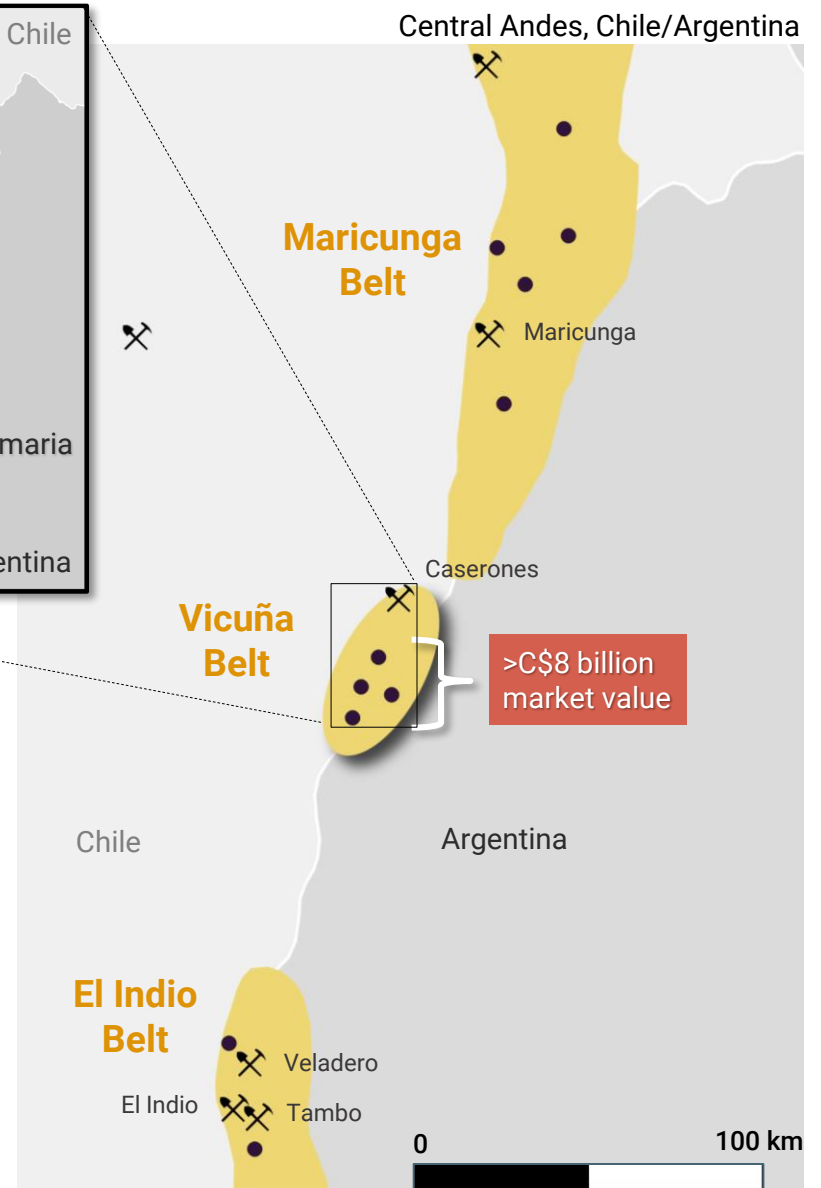 Central Andes, Chile/Argentina
Chile
Maricunga
Belt
Maricunga
maria
entina
Caserones
Vicuña
Belt
>C$8 billion
market value
Chile
Argentina
El Indio
Belt
Veladero
El Indio
Tambo
0
100 km